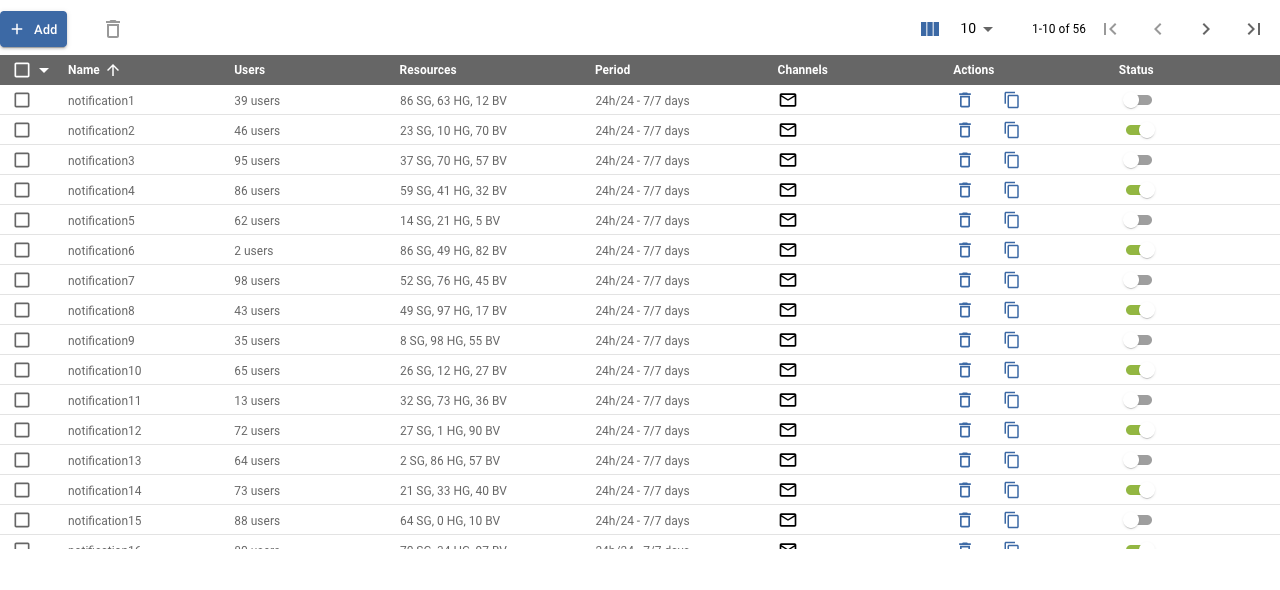 Add
10
1-10 of 56
Name Users Resources Period Channels Actions Status
notification1 39 users 86 SG, 63 HG, 12 BV 24h/24 - 7/7 days
notification2 46 users 23 SG, 10 HG, 70 BV 24h/24 - 7/7 days
notification3 95 users 37 SG, 70 HG, 57 BV 24h/24 - 7/7 days
notification4 86 users 59 SG, 41 HG, 32 BV 24h/24 - 7/7 days
notification5 62 users 14 SG, 21 HG, 5 BV 24h/24 - 7/7 days
notification6 2 users 86 SG, 49 HG, 82 BV 24h/24 - 7/7 days
notification7 98 users 52 SG, 76 HG, 45 BV 24h/24 - 7/7 days
notification8 43 users 49 SG, 97 HG, 17 BV 24h/24 - 7/7 days
notification9 35 users 8 SG, 98 HG, 55 BV 24h/24 - 7/7 days
notification10 65 users 26 SG, 12 HG, 27 BV 24h/24 - 7/7 days
notification11 13 users 32 SG, 73 HG, 36 BV 24h/24 - 7/7 days
notification12 72 users 27 SG, 1 HG, 90 BV 24h/24 - 7/7 days
notification13 64 users 2 SG, 86 HG, 57 BV 24h/24 - 7/7 days
notification14 73 users 21 SG, 33 HG, 40 BV 24h/24 - 7/7 days
notification15 88 users 64 SG, 0 HG, 10 BV 24h/24 - 7/7 days